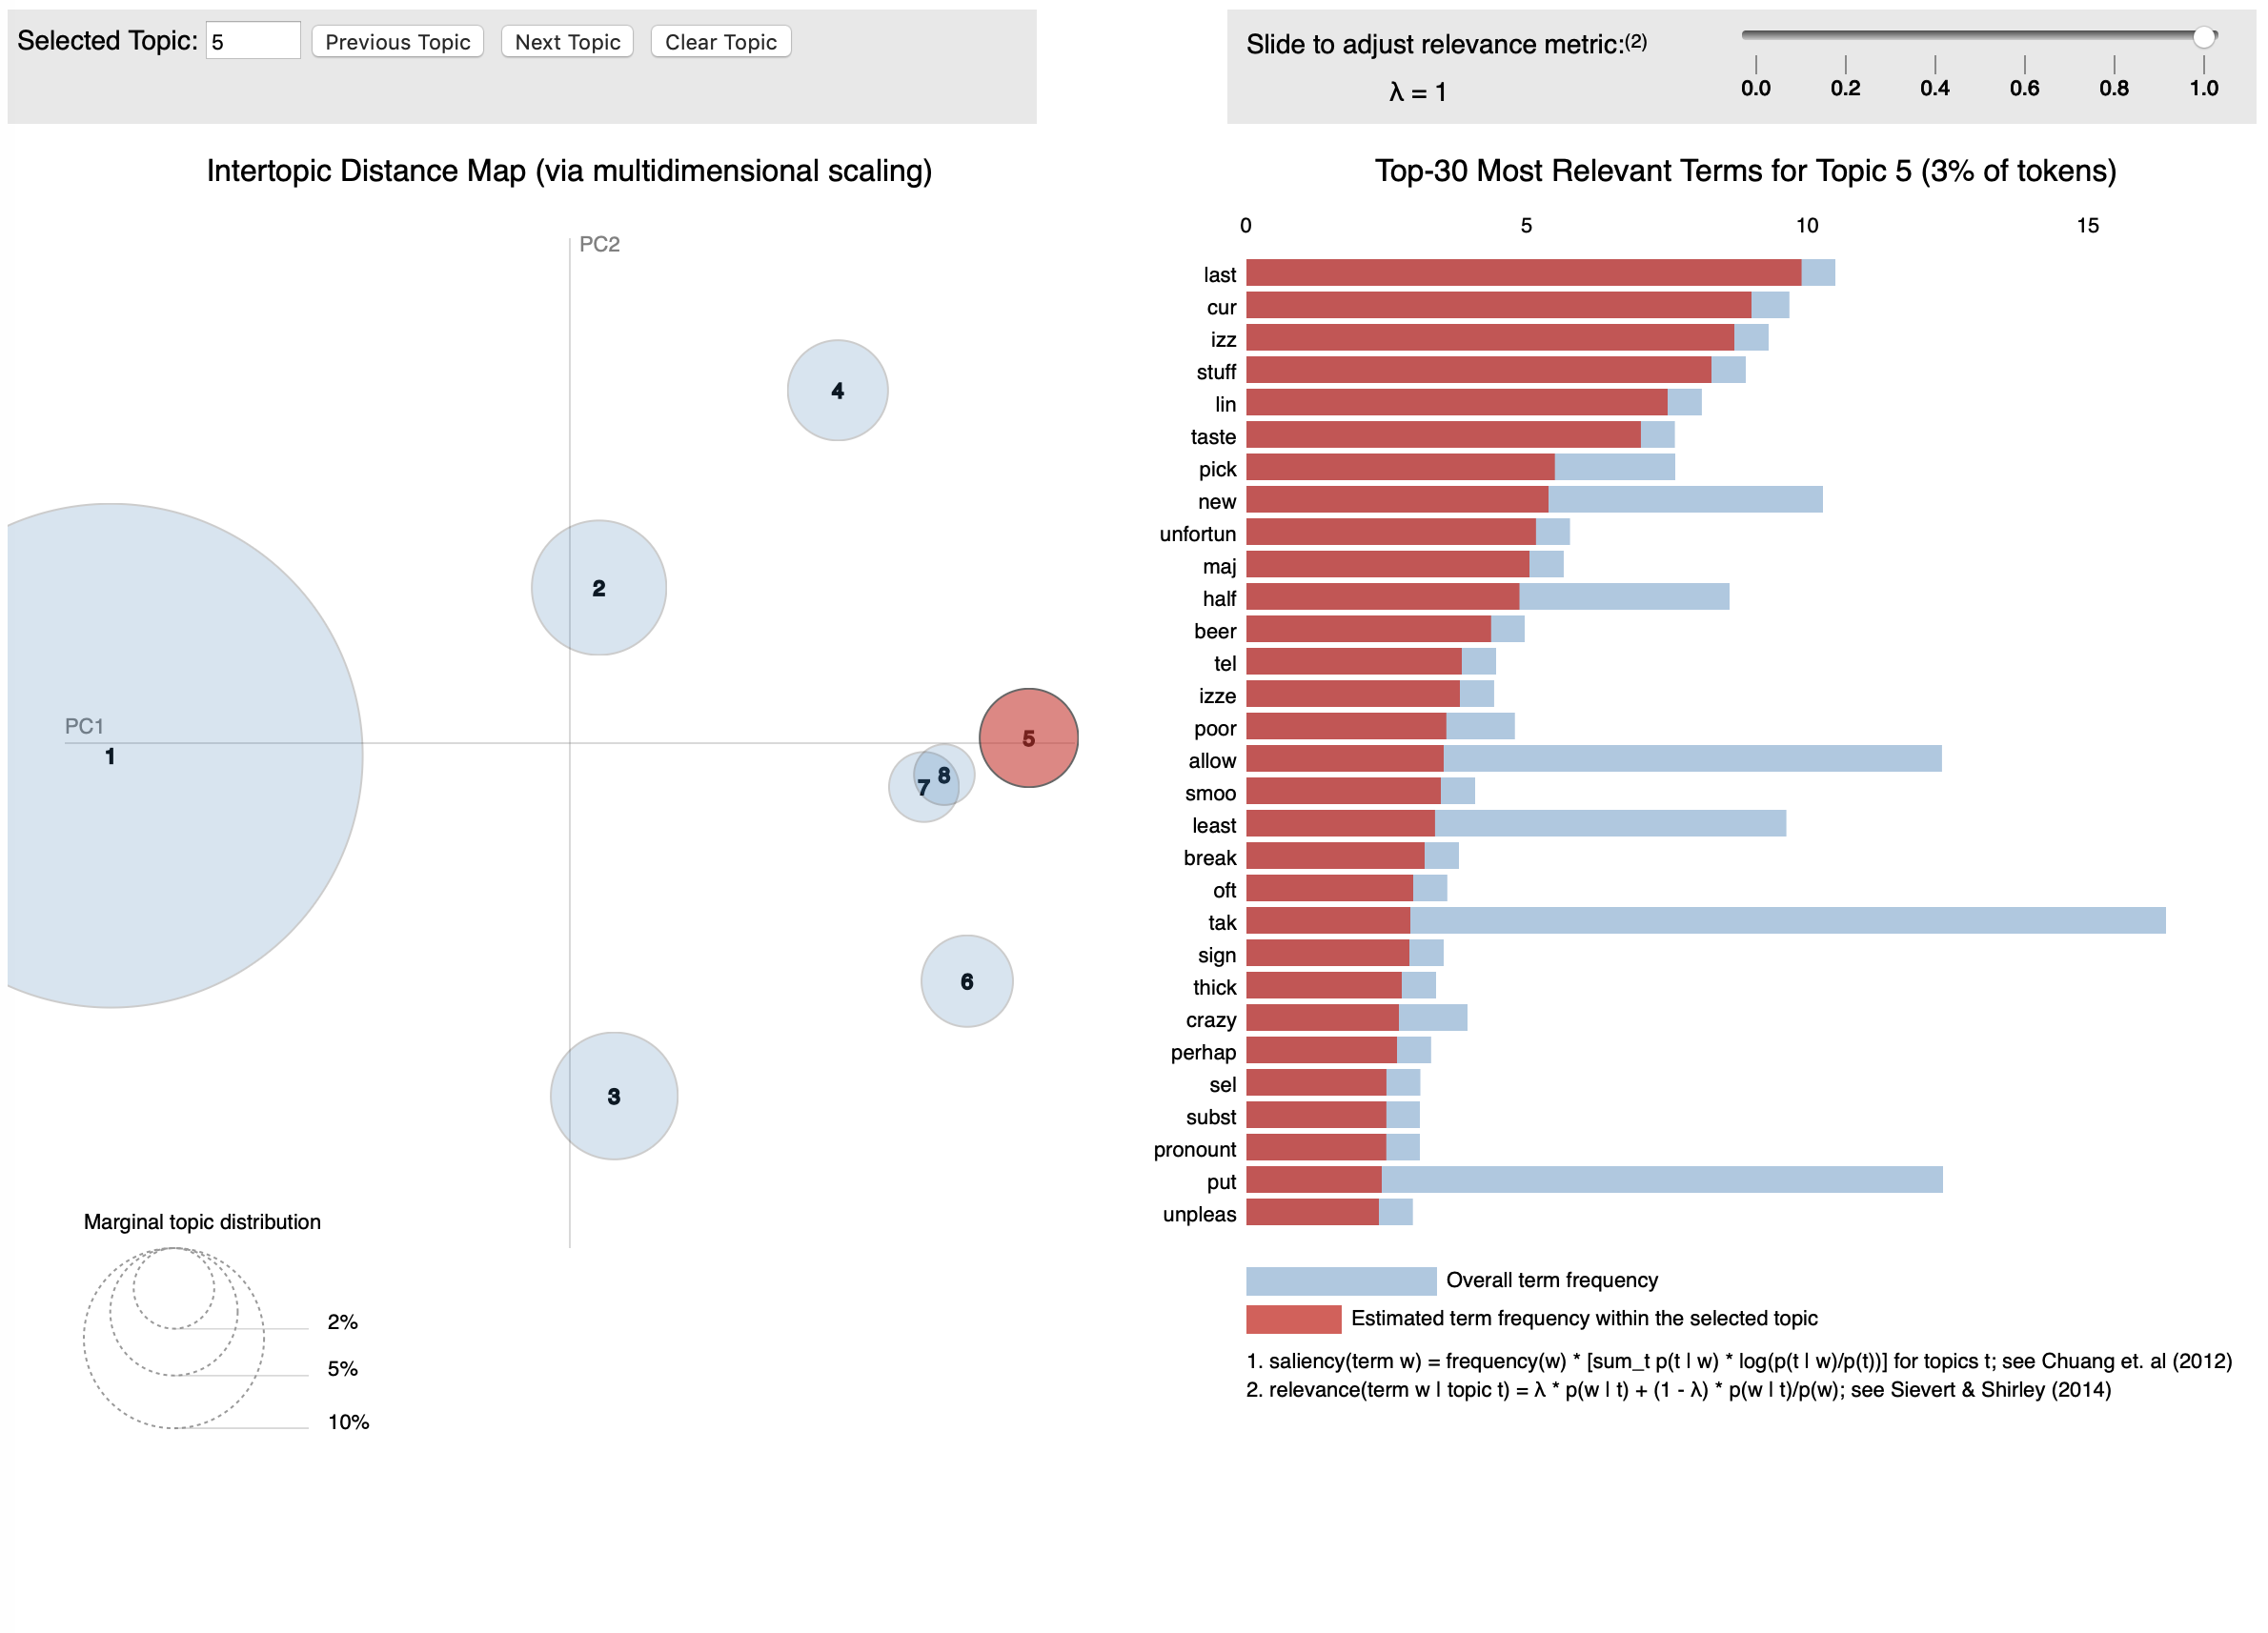 Selected Topic: 5 Previous Topic Next Topic Clear Topic
Slide to adjust relevance metric:(2)
λ = 1
0.0 0.2 0.4 0.6 0.8 1.0
Intertopic Distance Map (via multidimensional scaling)
PC2
PC1
4
2
1
5
8
7
6
3
Marginal topic distribution
2%
5%
10%
Top-30 Most Relevant Terms for Topic 5 (3% of tokens)
0 5 10 15
last
cur
izz
stuff
lin
taste
pick
new
unfortun
maj
half
beer
tel
izze
poor
allow
smoo
least
break
oft
tak
sign
thick
crazy
perhap
sel
subst
pronount
put
unpleas
Overall term frequency
Estimated term frequency within the selected topic
1. saliency(term w) = frequency(w) * [sum_t p(t | w) * log(p(t | w)/p(t))] for topics t; see Chuang et. al (2012)
2. relevance(term w | topic t) = λ * p(w | t) + (1 - λ) * p(w | t)/p(w); see Sievert & Shirley (2014)